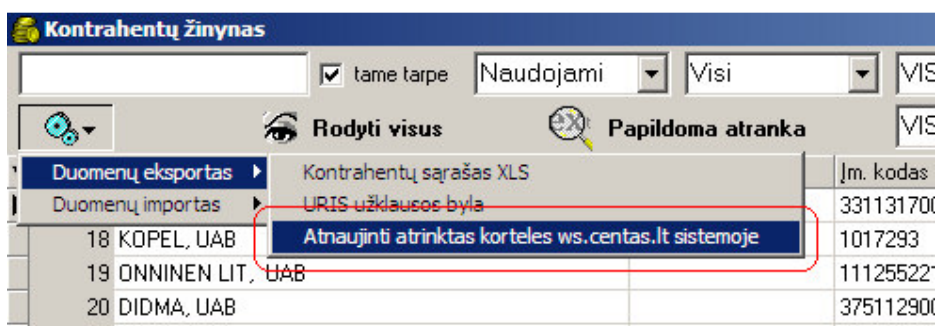 Kontrahentų žinynas
tame tarpe Naudojami Visi VIS
Rodyti visus Papildoma atranka VIS
Duomenų eksportas Kontrahentų sąrašas XLS Įm. kodas
Duomenų importas URIS užklausos byla 331131700
18 KOPEL, UAB Atnaujinti atrinktas korteles ws.centas.lt sistemoje 1017293
19 ONNINEN LIT, UAB 111255221
20 DIDMA, UAB 375112900